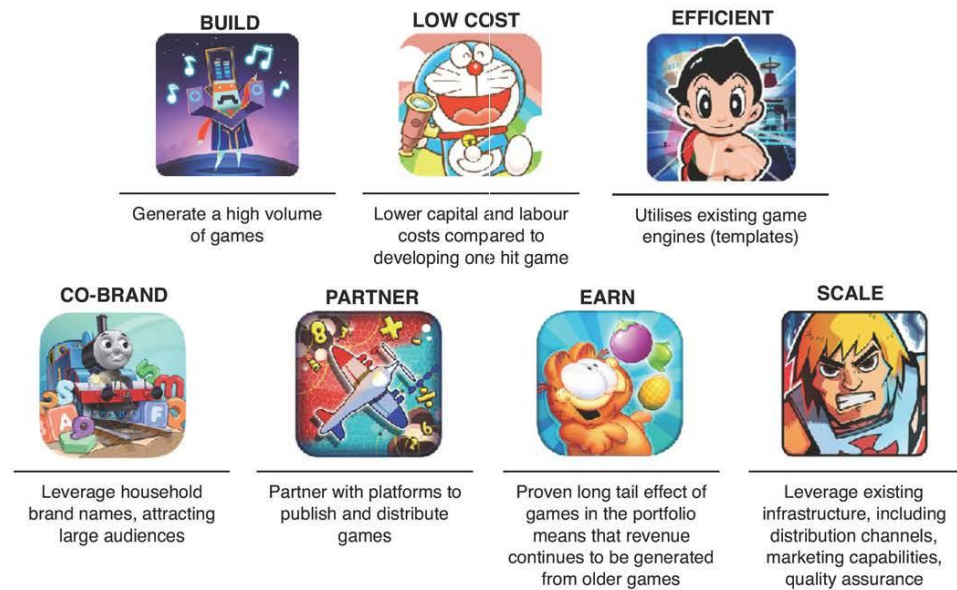 BUILD
LOW COST
EFFICIENT
Generate a high volume
of games
Lower capital and labour
costs compared to
developing one hit game
Utilises existing game
engines (templates)
CO-BRAND
PARTNER
EARN
SCALE
Leverage household
brand names, attracting
large audiences
Partner with platforms to
publish and distribute
games
Proven long tail effect of
games in the portfolio
means that revenue
continues to be generated
from older games
Leverage existing
infrastructure, including
distribution channels,
marketing capabilities,
quality assurance